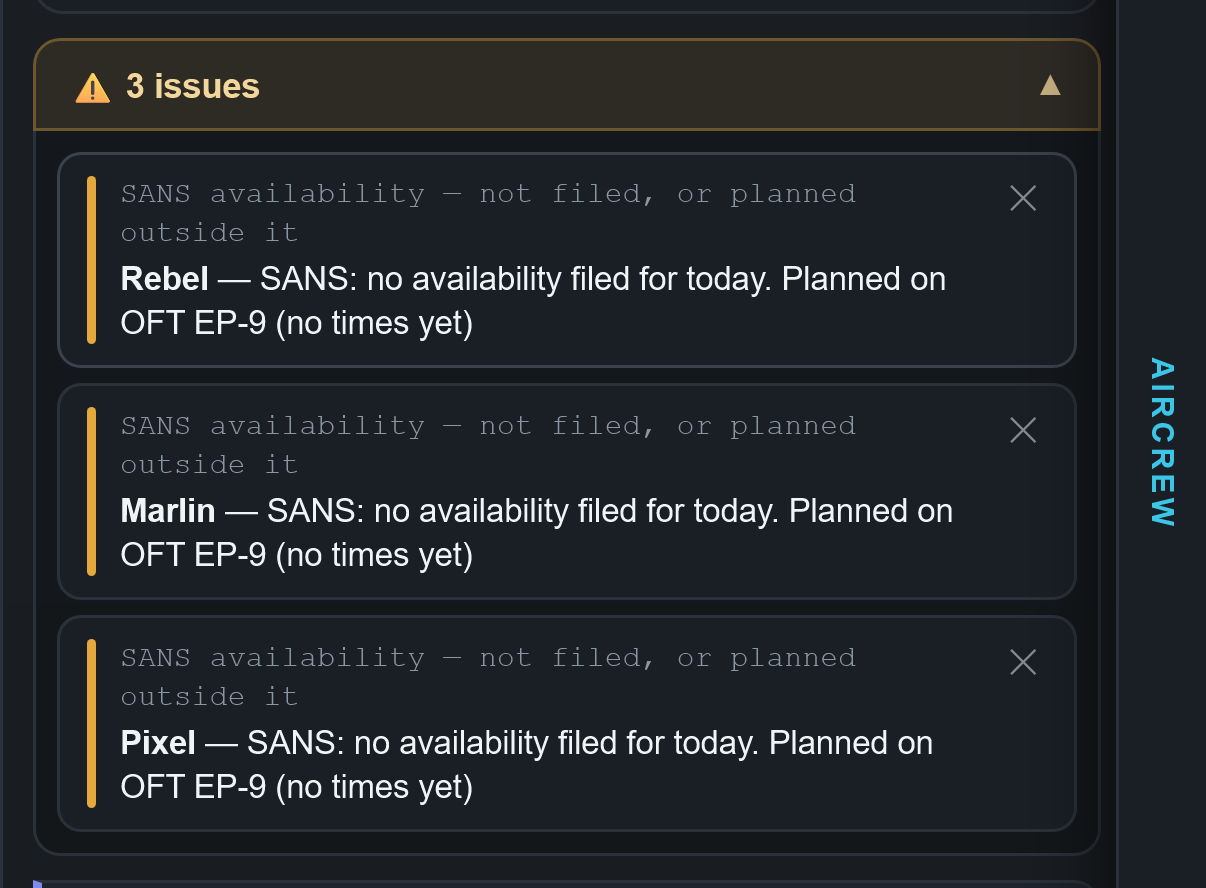 ⚠️ 3 issues ▲
SANS availability — not filed, or planned
outside it
Rebel — SANS: no availability filed for today. Planned on
OFT EP-9 (no times yet)
SANS availability — not filed, or planned
outside it
Marlin — SANS: no availability filed for today. Planned on
OFT EP-9 (no times yet)
SANS availability — not filed, or planned
outside it
Pixel — SANS: no availability filed for today. Planned on
OFT EP-9 (no times yet)
AIRCREW